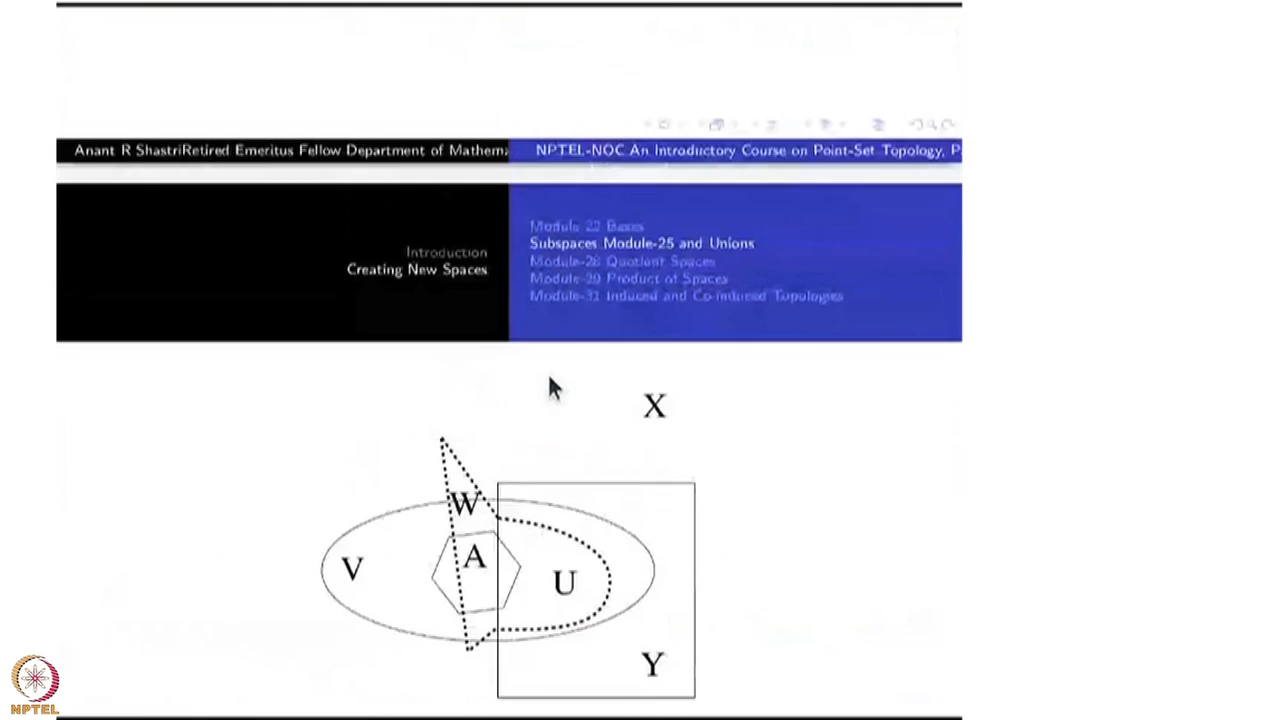 Anant R ShastriRetired Emeritus Fellow Department of Mathema
NPTEL-NOC An Introductory Course on Point-Set Topology, P
Introduction
Creating New Spaces
Module-22 Bases
Subspaces Module-25 and Unions
Module-28 Quotient Spaces
Module-29 Product of Spaces
Module-31 Induced and Co-induced Topologies
X
W
A
V
U
Y
NPTEL